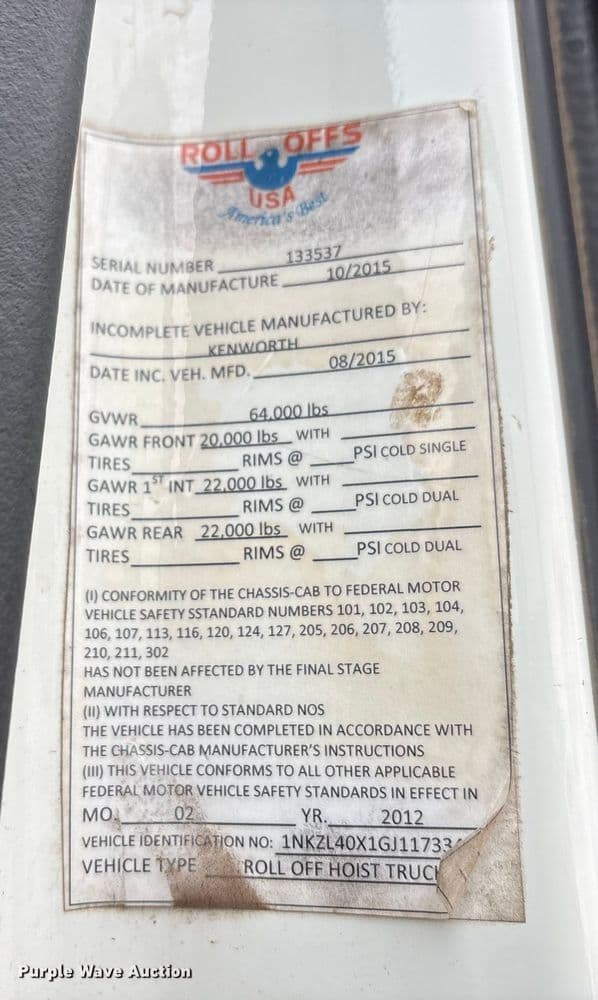 ROLL OFFS
USA
America's Best
SERIAL NUMBER 133537
DATE OF MANUFACTURE 10/2015
INCOMPLETE VEHICLE MANUFACTURED BY:
KENWORTH
DATE INC. VEH. MFD. 08/2015
GVWR 64,000 lbs
GAWR FRONT 20,000 lbs WITH
TIRES RIMS @ PSI COLD SINGLE
GAWR 1ST INT 22,000 lbs WITH
TIRES RIMS @ PSI COLD DUAL
GAWR REAR 22,000 lbs WITH
TIRES RIMS @ PSI COLD DUAL
(I) CONFORMITY OF THE CHASSIS-CAB TO FEDERAL MOTOR
VEHICLE SAFETY SSTANDARD NUMBERS 101, 102, 103, 104,
106, 107, 113, 116, 120, 124, 127, 205, 206, 207, 208, 209,
210, 211, 302
HAS NOT BEEN AFFECTED BY THE FINAL STAGE
MANUFACTURER
(II) WITH RESPECT TO STANDARD NOS
THE VEHICLE HAS BEEN COMPLETED IN ACCORDANCE WITH
THE CHASSIS-CAB MANUFACTURER'S INSTRUCTIONS
(III) THIS VEHICLE CONFORMS TO ALL OTHER APPLICABLE
FEDERAL MOTOR VEHICLE SAFETY STANDARDS IN EFFECT IN
MO. 02 YR. 2012
VEHICLE IDENTIFICATION NO: 1NKZL40X1GJ11733
VEHICLE TYPE ROLL OFF HOIST TRUC
Purple Wave Auction